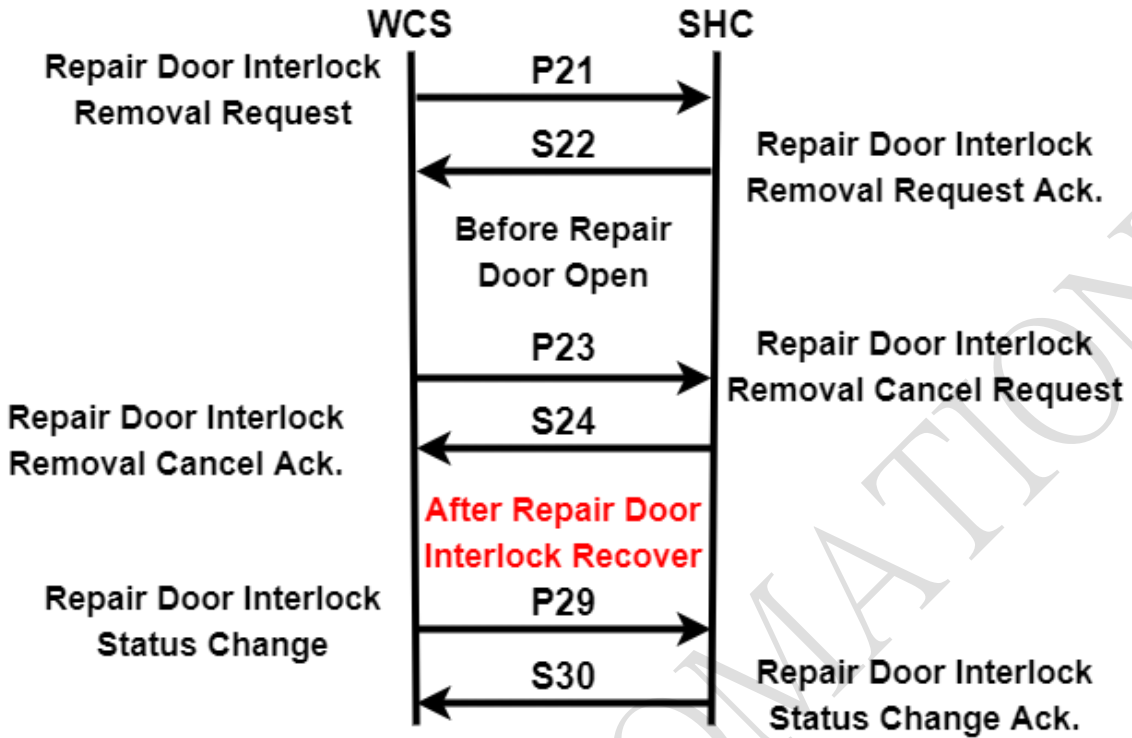 WCS
SHC
Repair Door Interlock
Removal Request
P21
S22
Repair Door Interlock
Removal Request Ack.
Before Repair
Door Open
P23
Repair Door Interlock
Removal Cancel Request
Repair Door Interlock
Removal Cancel Ack.
S24
After Repair Door
Interlock Recover
Repair Door Interlock
Status Change
P29
S30
Repair Door Interlock
Status Change Ack.
OMATION